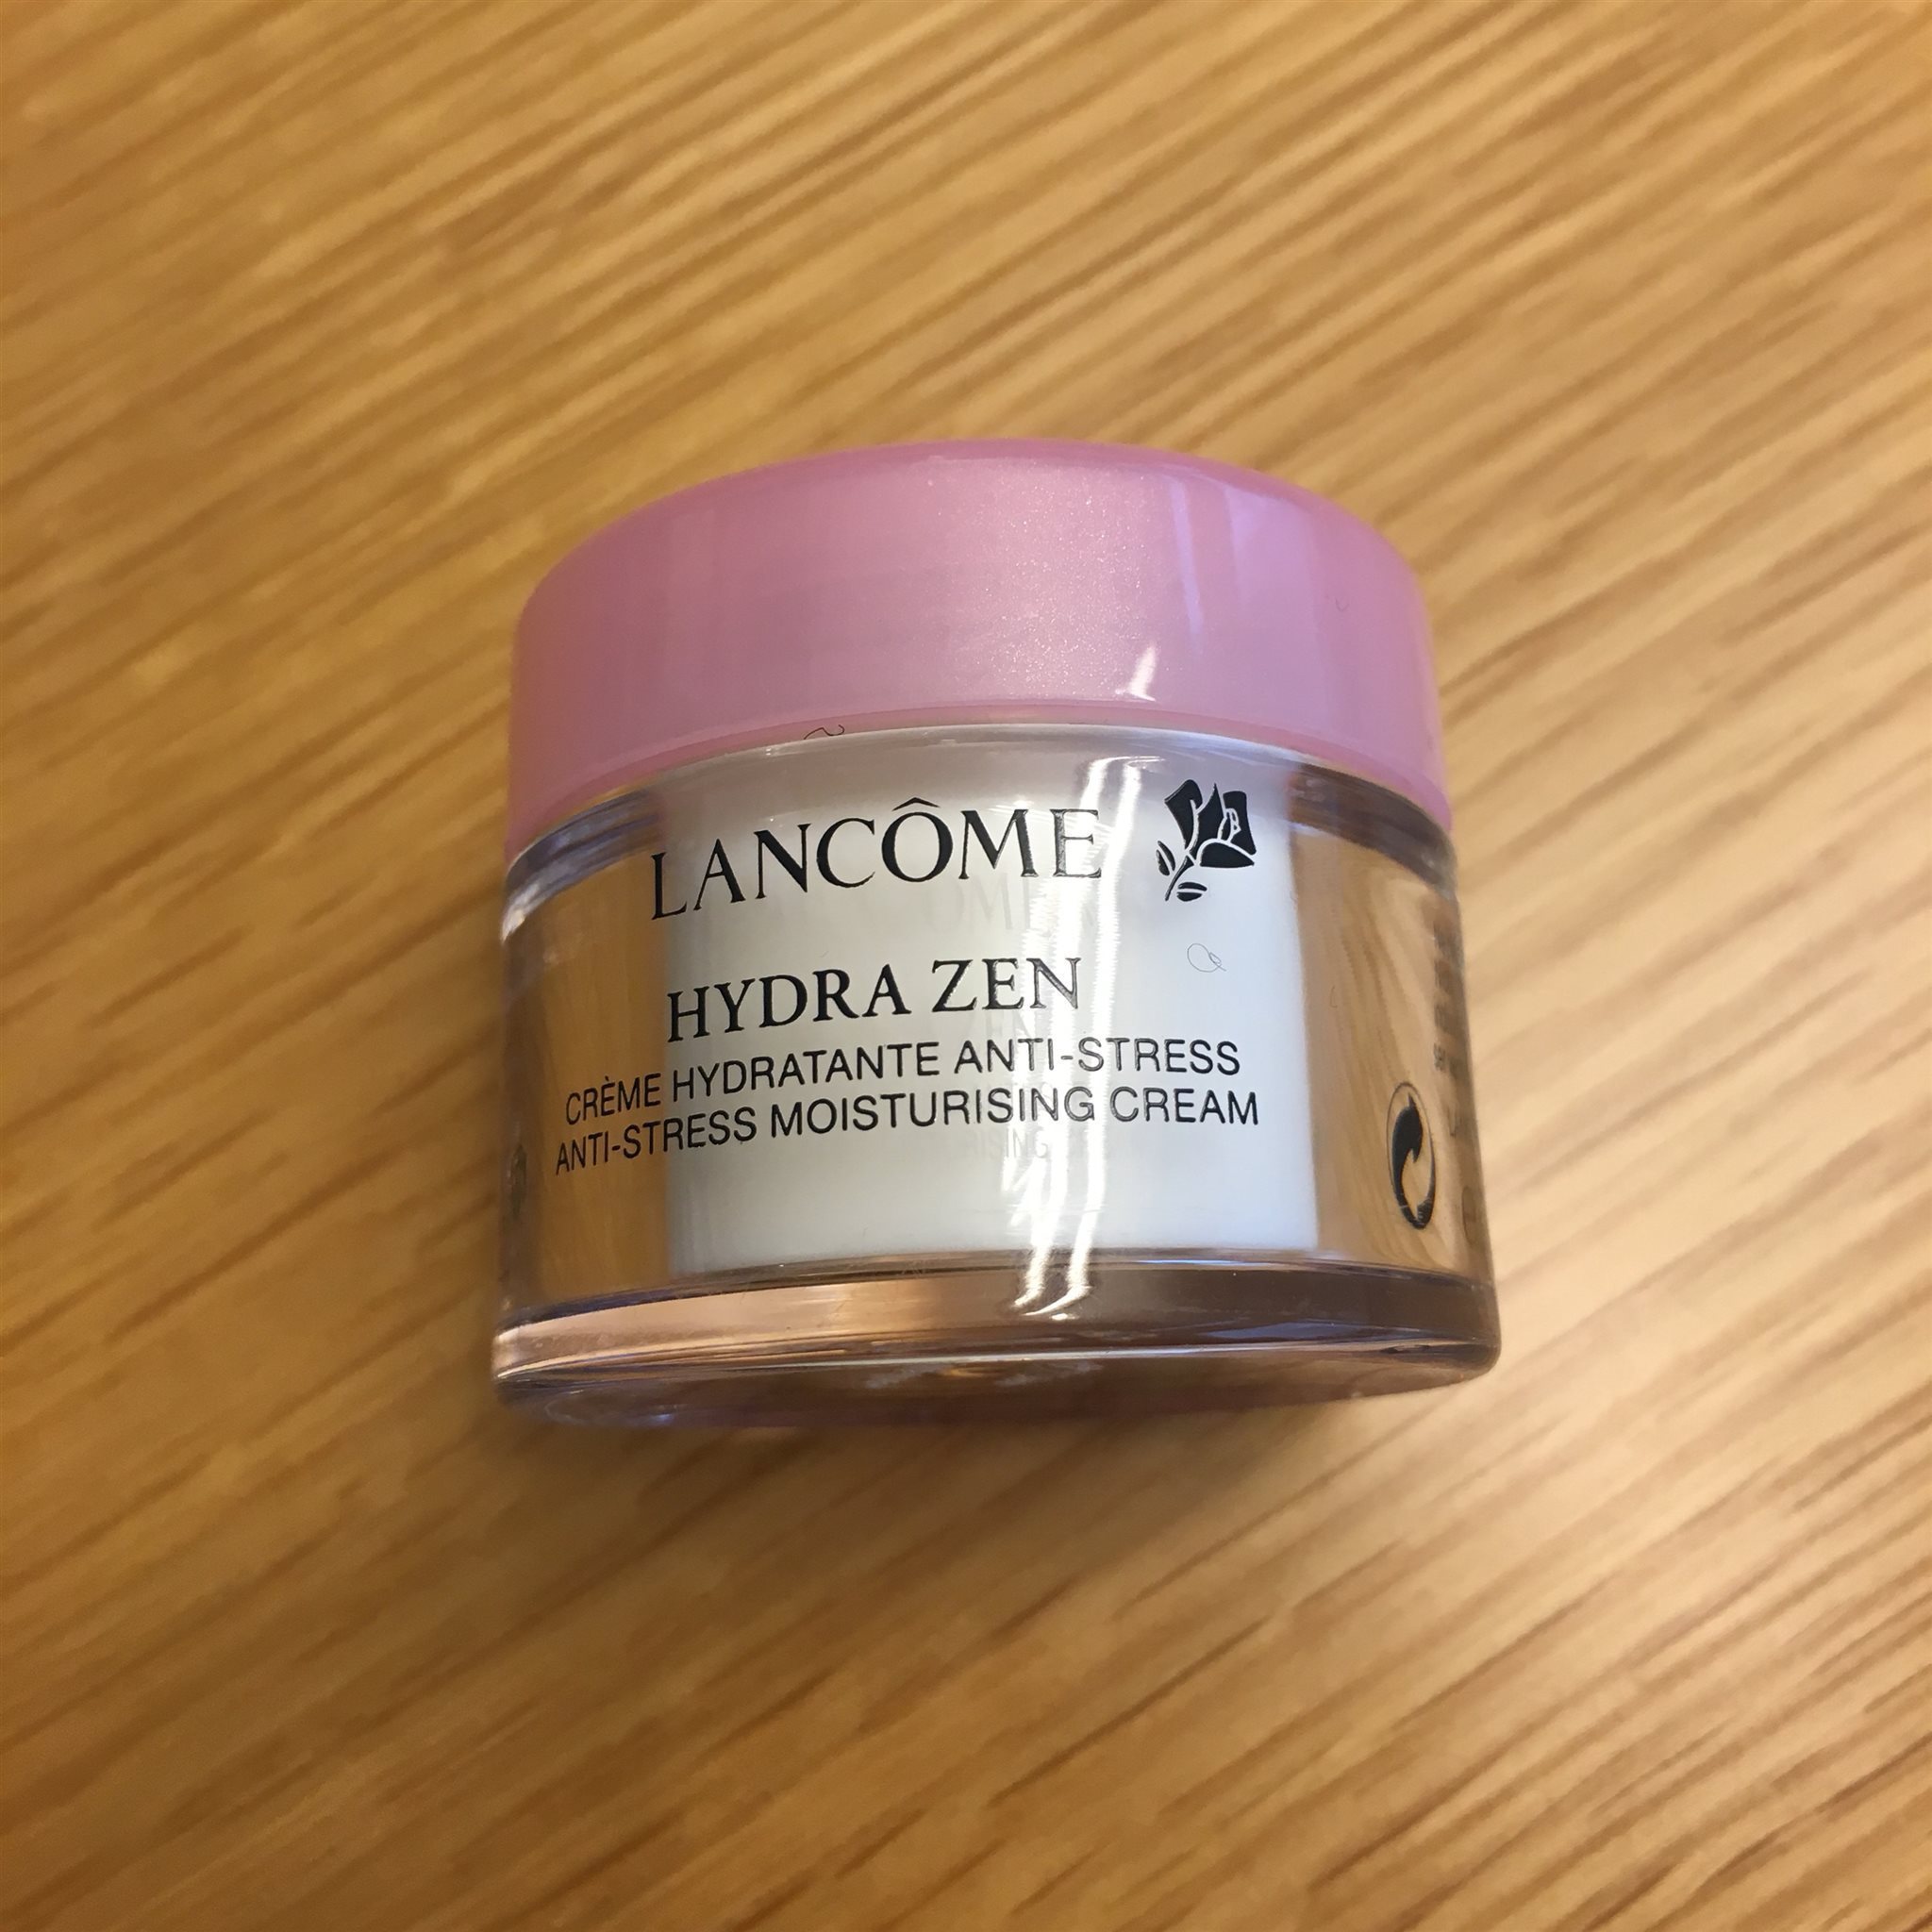 LANCÔME
HYDRA ZEN
CRÈME HYDRATANTE ANTI-STRESS
ANTI-STRESS MOISTURISING CREAM